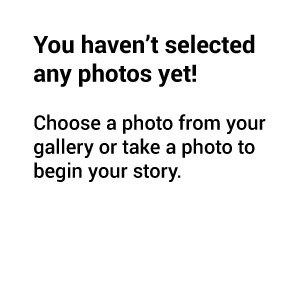 You haven’t selected
any photos yet!
Choose a photo from your
gallery or take a photo to
begin your story.